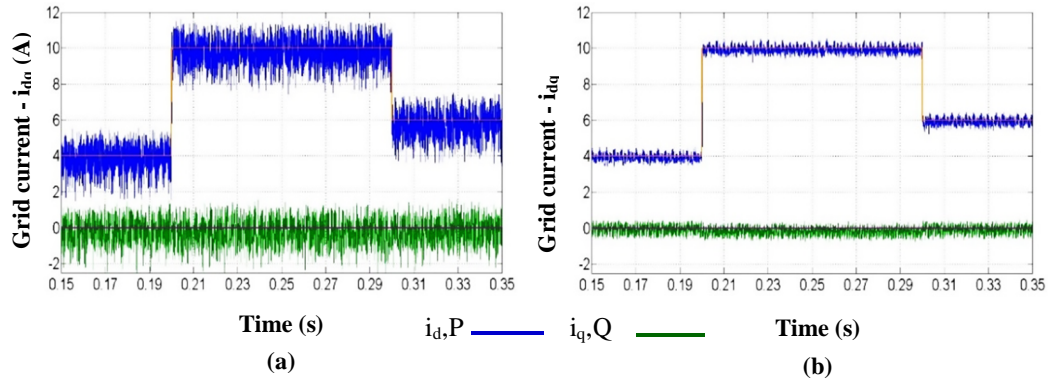 Grid current - i_dq (A)
12
10
8
6
4
2
0
-2
0.15 0.17 0.19 0.21 0.23 0.25 0.27 0.29 0.31 0.33 0.35
Time (s)
(a)
Grid current - i_dq
12
10
8
6
4
2
0
-2
0.15 0.17 0.19 0.21 0.23 0.25 0.27 0.29 0.31 0.33 0.35
Time (s)
(b)
i_d,P
i_q,Q